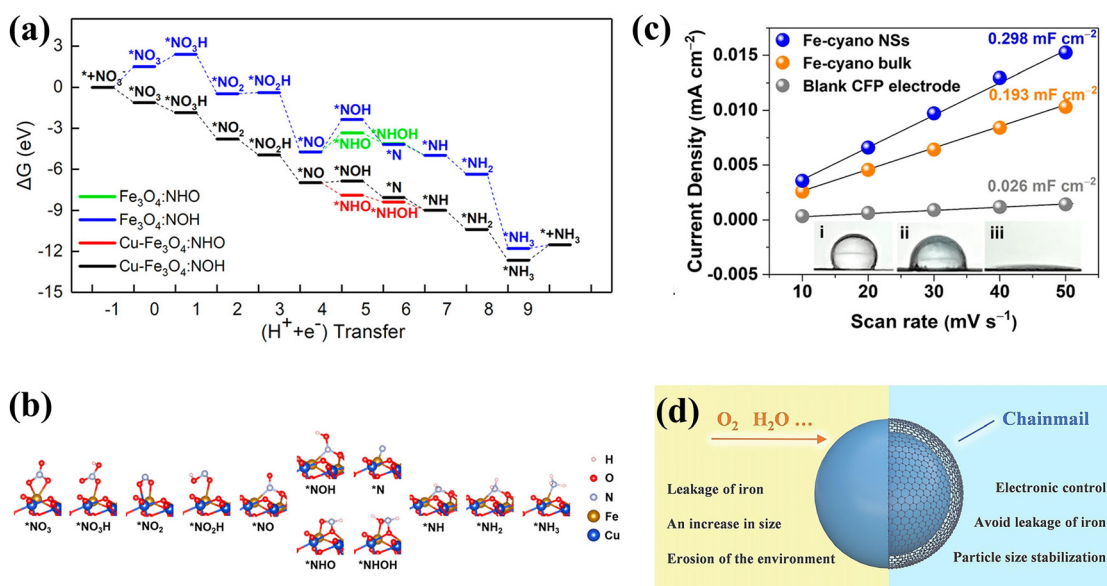 (a)
ΔG (eV)
3
0
-3
-6
-9
-12
-15
*+NO₃
*NO₃
*NO₃H
*NO₂
*NO₂H
*NO
*NOH
*NHO
*NHOH
*N
*NH
*NH₂
*NH₃
*+NH₃
*NO₃
*NO₃H
*NO₂
*NO₂H
*NO
*NOH
*NHO
*N
*NHOH
*NH
*NH₂
*NH₃
Fe₃O₄:NHO
Fe₃O₄:NOH
Cu-Fe₃O₄:NHO
Cu-Fe₃O₄:NOH
-1 0 1 2 3 4 5 6 7 8 9
(H⁺+e⁻) Transfer
(c)
Current Density (mA cm⁻²)
0.015
0.010
0.005
0.000
-0.005
Fe-cyano NSs
Fe-cyano bulk
Blank CFP electrode
0.298 mF cm⁻²
0.193 mF cm⁻²
0.026 mF cm⁻²
i ii iii
10 20 30 40 50
Scan rate (mV s⁻¹)
(b)
*NO₃
*NO₃H
*NO₂
*NO₂H
*NO
*NOH
*N
*NHO
*NHOH
*NH
*NH₂
*NH₃
H
O
N
Fe
Cu
(d)
O₂ H₂O ...
Leakage of iron
An increase in size
Erosion of the environment
Chainmail
Electronic control
Avoid leakage of iron
Particle size stabilization